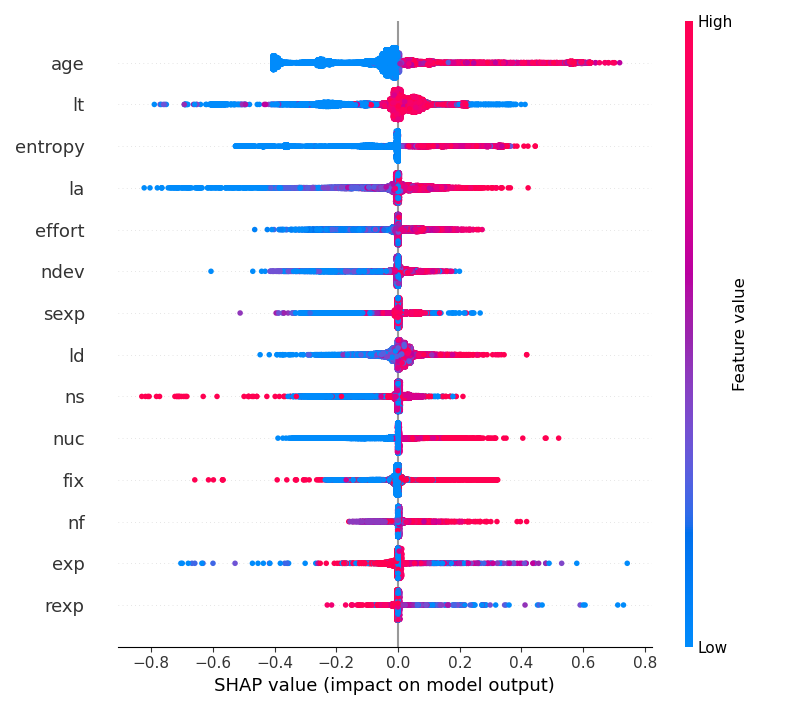 High
age
lt
entropy
la
effort
ndev
sexp
ld
ns
nuc
fix
nf
exp
rexp
Feature value
Low
−0.8 −0.6 −0.4 −0.2 0.0 0.2 0.4 0.6 0.8
SHAP value (impact on model output)